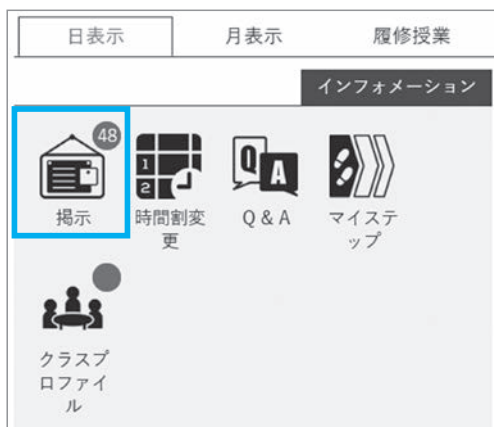 日表示
月表示
履修授業
インフォメーション
48
掲示
1
2
時間割変
更
Q
A
Q & A
マイステ
ップ
クラスプ
ロファイ
ル